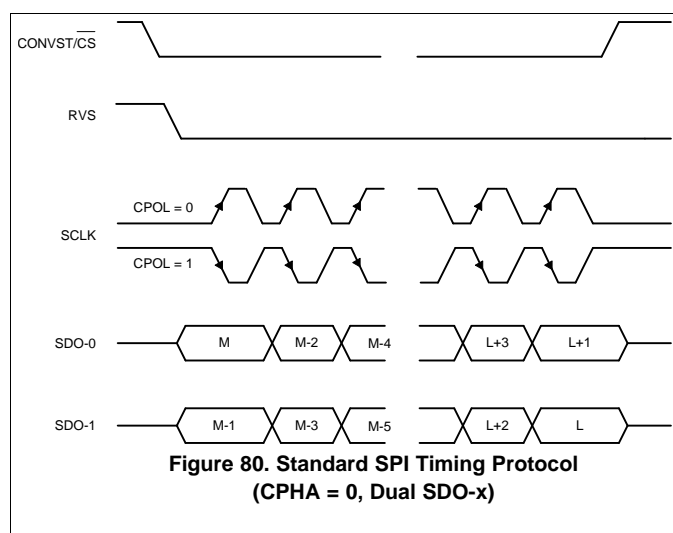 CONVST/CS
RVS
CPOL = 0
SCLK
CPOL = 1
SDO-0 M M-2 M-4 L+3 L+1
SDO-1 M-1 M-3 M-5 L+2 L
Figure 80. Standard SPI Timing Protocol
(CPHA = 0, Dual SDO-x)